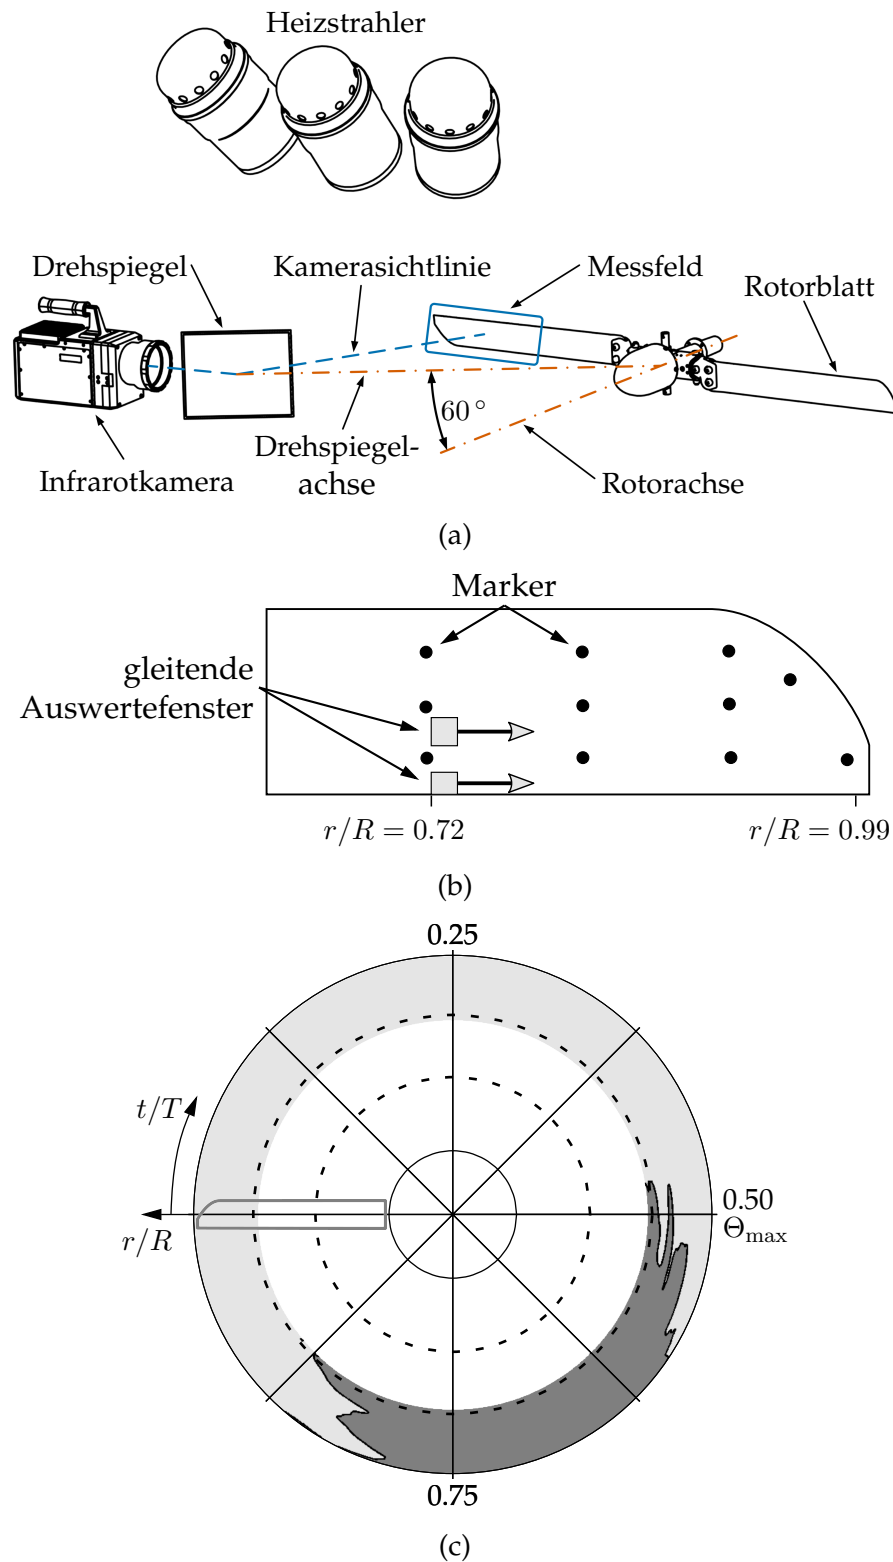 Heizstrahler
Drehspiegel
Kamerasichtlinie
Messfeld
Rotorblatt
60°
Infrarotkamera
Drehspiegel-
achse
Rotorachse
(a)
Marker
gleitende
Auswertefenster
r/R = 0.72
r/R = 0.99
(b)
0.25
t/T
r/R
0.50
Θmax
0.75
(c)